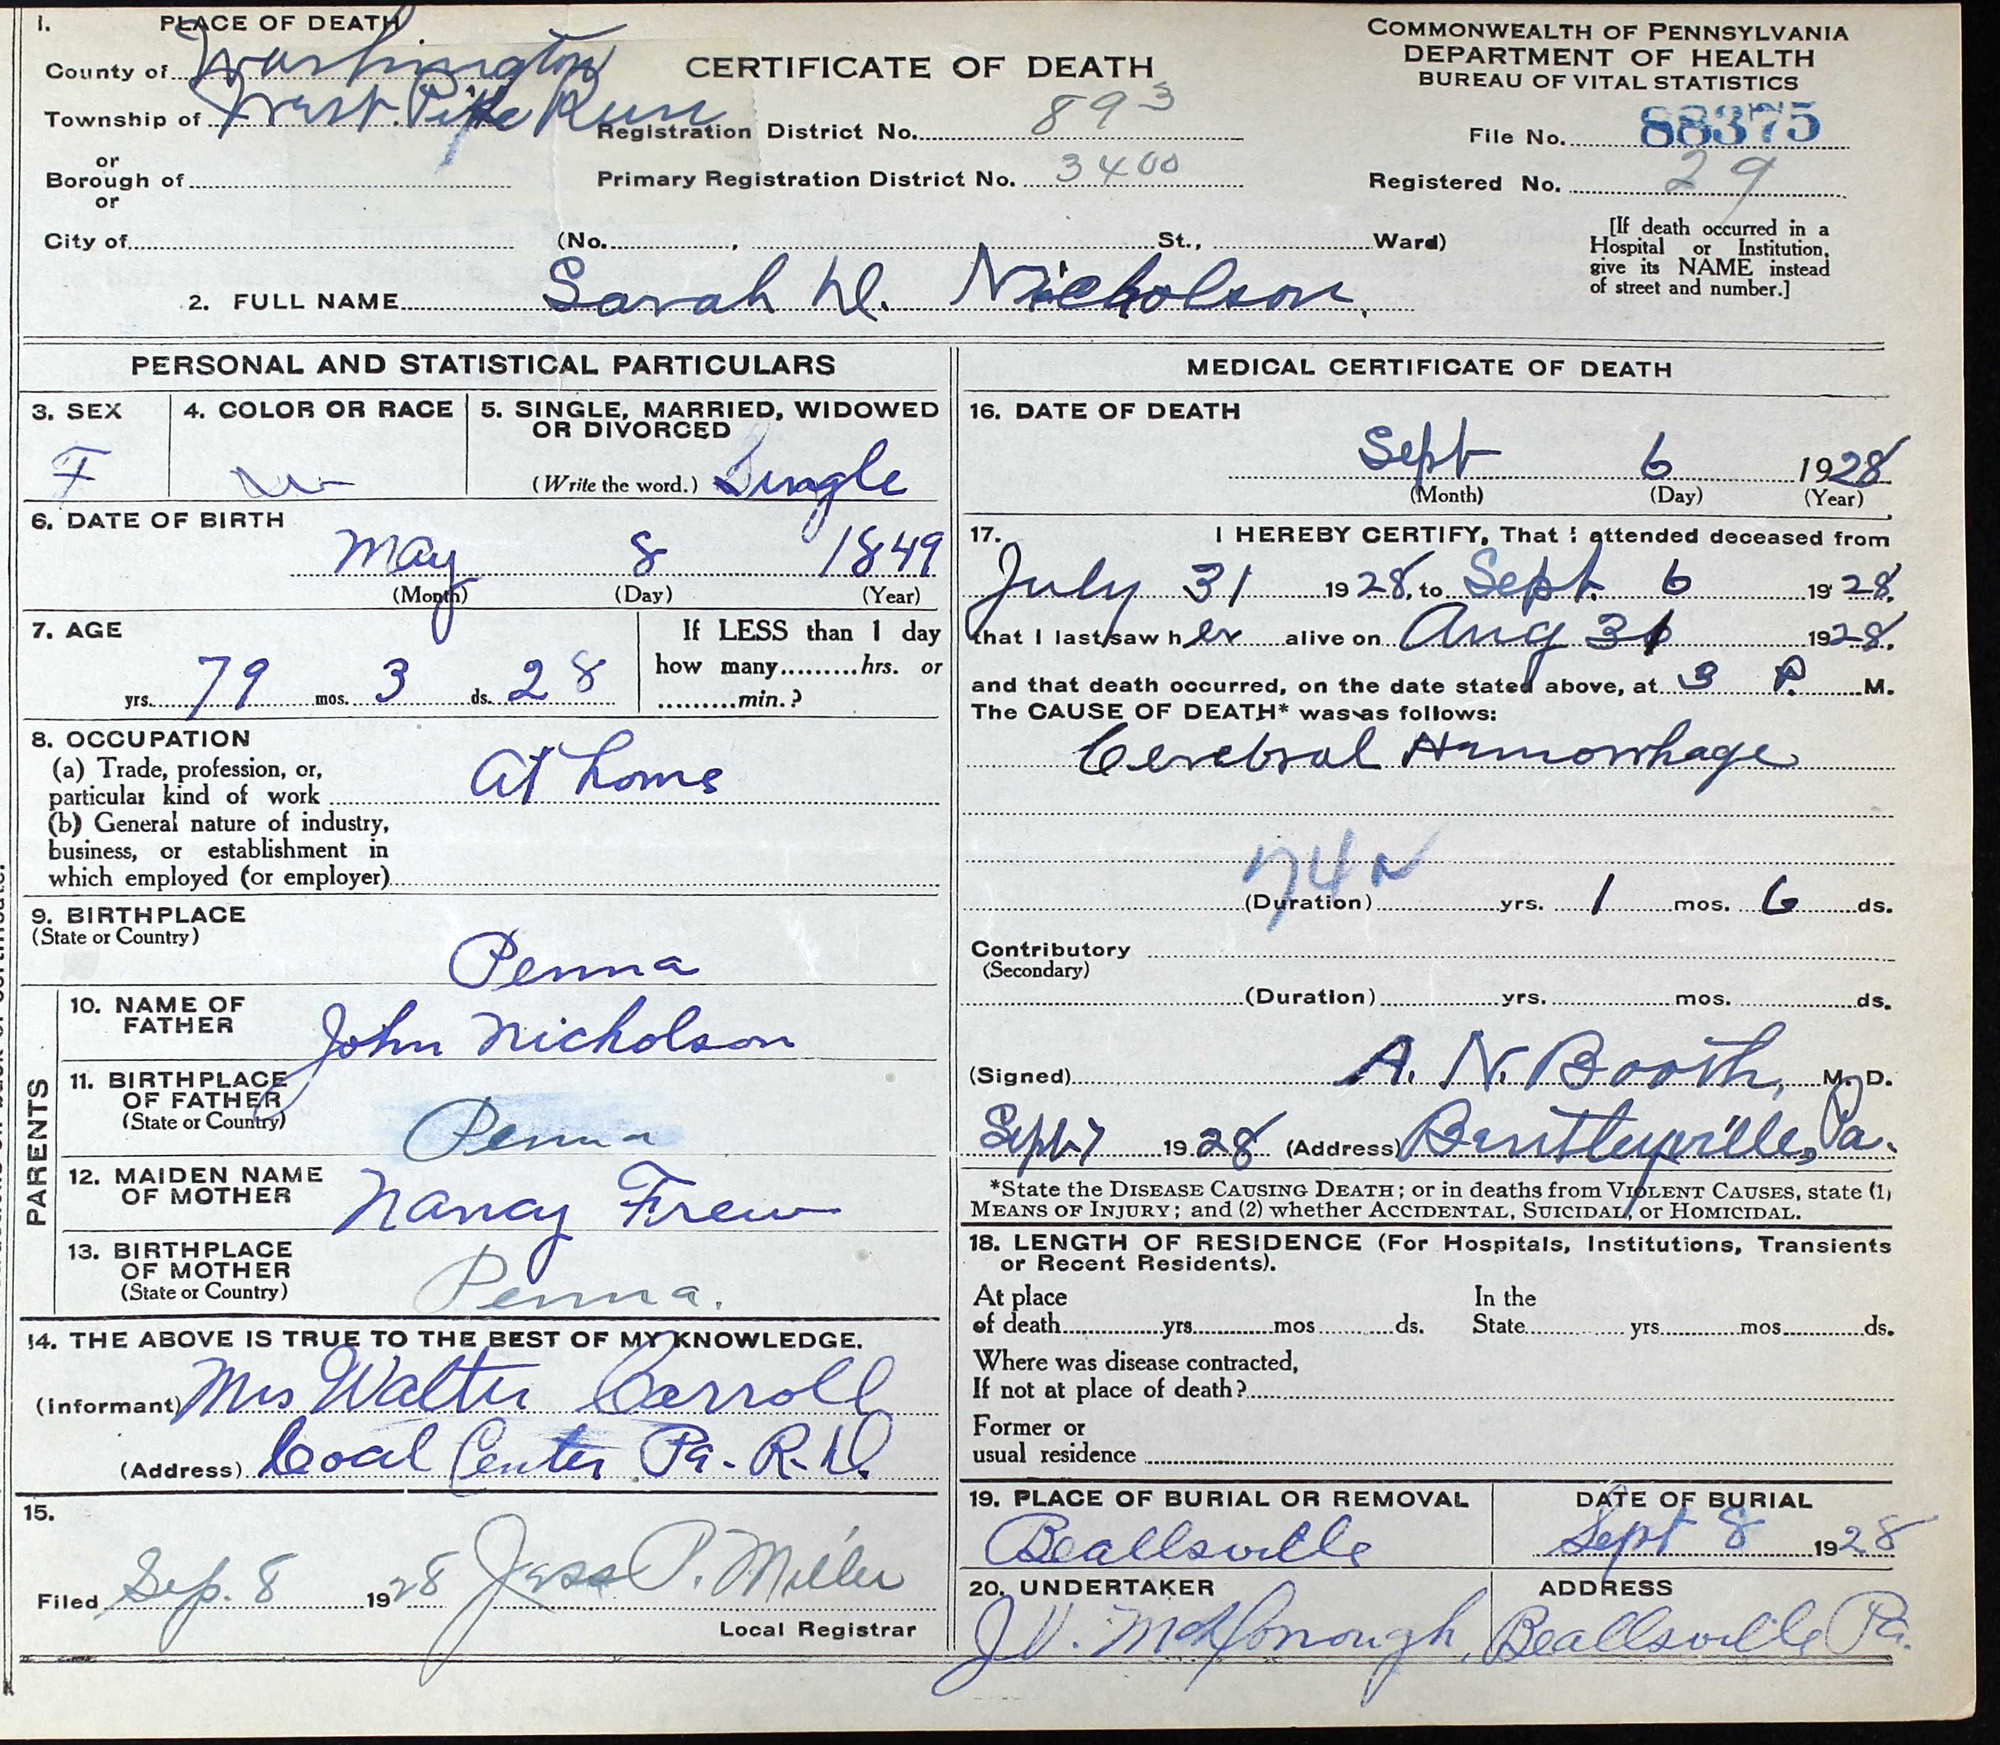 1. PLACE OF DEATH
County of Washington
Township of West Pike Run
or
Borough of
or
City of (No. , St., Ward)
CERTIFICATE OF DEATH
Registration District No. 893
Primary Registration District No. 3400
COMMONWEALTH OF PENNSYLVANIA
DEPARTMENT OF HEALTH
BUREAU OF VITAL STATISTICS
File No. 88375
Registered No. 29
[If death occurred in a
Hospital or Institution,
give its NAME instead
of street and number.]
2. FULL NAME Sarah D. Nicholson,
PERSONAL AND STATISTICAL PARTICULARS
3. SEX
F
4. COLOR OR RACE
W
5. SINGLE, MARRIED, WIDOWED
OR DIVORCED
(Write the word.) Single
6. DATE OF BIRTH
May 8 1849
(Month) (Day) (Year)
7. AGE
yrs. 79 mos. 3 ds. 28
If LESS than 1 day
how many.........hrs. or
.........min.?
8. OCCUPATION
(a) Trade, profession, or,
particular kind of work At home
(b) General nature of industry,
business, or establishment in
which employed (or employer)
9. BIRTHPLACE
(State or Country)
Penna
PARENTS
10. NAME OF
FATHER
John Nicholson
11. BIRTHPLACE
OF FATHER
(State or Country)
Penna
12. MAIDEN NAME
OF MOTHER
Nancy Frew
13. BIRTHPLACE
OF MOTHER
(State or Country)
Penna.
14. THE ABOVE IS TRUE TO THE BEST OF MY KNOWLEDGE.
(Informant) Mrs Walter Carroll
(Address) Coal Center Pa. R.D.
15.
Filed Sep. 8 1928 Jess P. Miller
Local Registrar
MEDICAL CERTIFICATE OF DEATH
16. DATE OF DEATH
Sept 6 1928
(Month) (Day) (Year)
17. I HEREBY CERTIFY, That I attended deceased from
July 31 1928, to Sept. 6 1928,
that I last saw her alive on Aug 31 1928,
and that death occurred, on the date stated above, at 3 P. M.
The CAUSE OF DEATH* was as follows:
Cerebral Hemorrhage
(Duration) yrs. 1 mos. 6 ds.
Contributory
(Secondary)
(Duration) yrs. mos. ds.
(Signed) A. N. Booth, M. D.
Sept 7 1928 (Address) Bentleyville, Pa.
*State the DISEASE CAUSING DEATH; or in deaths from VIOLENT CAUSES, state (1)
MEANS OF INJURY; and (2) whether ACCIDENTAL, SUICIDAL, or HOMICIDAL.
18. LENGTH OF RESIDENCE (For Hospitals, Institutions, Transients
or Recent Residents).
At place
of death yrs. mos. ds.
In the
State yrs. mos. ds.
Where was disease contracted,
If not at place of death?
Former or
usual residence
19. PLACE OF BURIAL OR REMOVAL
Beallsville
DATE OF BURIAL
Sept 8 1928
20. UNDERTAKER
J V. McDonough,
ADDRESS
Beallsville Pa.